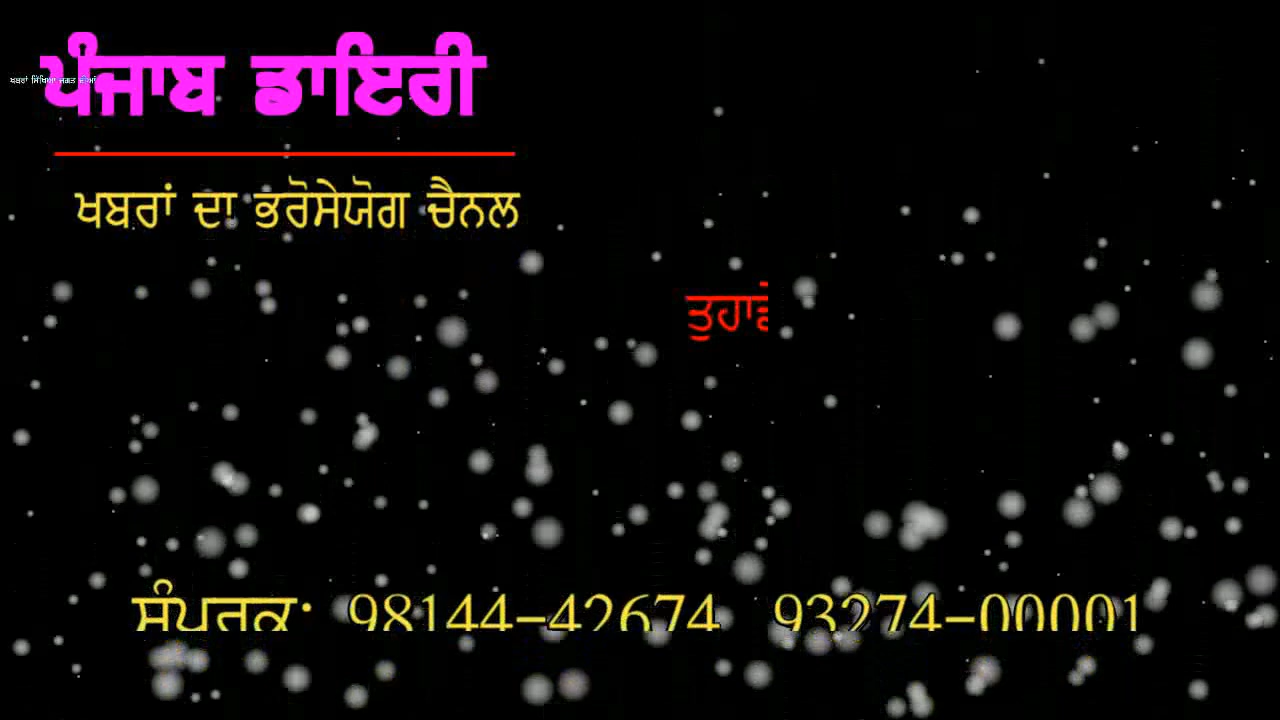 ਪੰਜਾਬ ਡਾਇਰੀ
ਖਬਰਾਂ ਦਾ ਭਰੋਸੇਯੋਗ ਚੈਨਲ
ਸੰਪਰਕ: 98144-42674 93274-00001